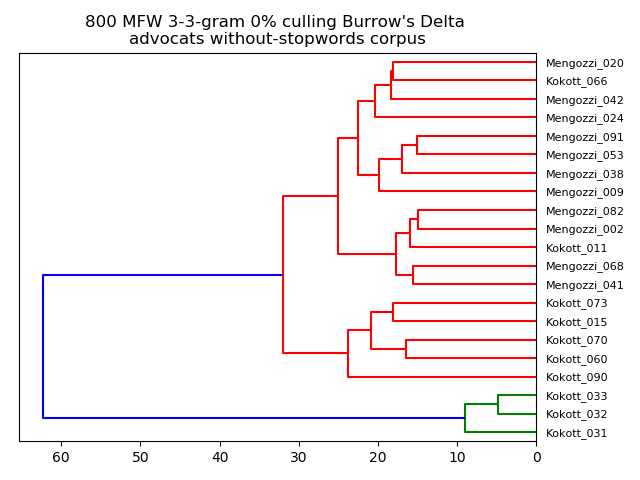 800 MFW 3-3-gram 0% culling Burrow's Delta
advocats without-stopwords corpus
Mengozzi_020
Kokott_066
Mengozzi_042
Mengozzi_024
Mengozzi_091
Mengozzi_053
Mengozzi_038
Mengozzi_009
Mengozzi_082
Mengozzi_002
Kokott_011
Mengozzi_068
Mengozzi_041
Kokott_073
Kokott_015
Kokott_070
Kokott_060
Kokott_090
Kokott_033
Kokott_032
Kokott_031
60 50 40 30 20 10 0